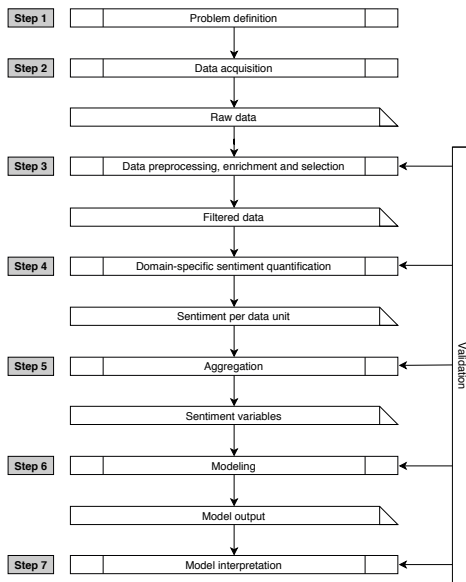 Step 1
Problem definition
Step 2
Data acquisition
Raw data
Step 3
Data preprocessing, enrichment and selection
Filtered data
Step 4
Domain-specific sentiment quantification
Sentiment per data unit
Step 5
Aggregation
Sentiment variables
Step 6
Modeling
Model output
Step 7
Model interpretation
Validation